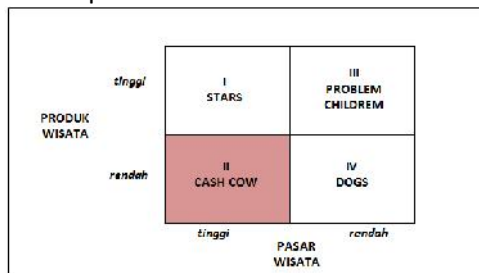 tinggi
I
STARS
III
PROBLEM
CHILDREM
PRODUK
WISATA
rendah
II
CASH COW
IV
DOGS
tinggi
rendah
PASAR
WISATA